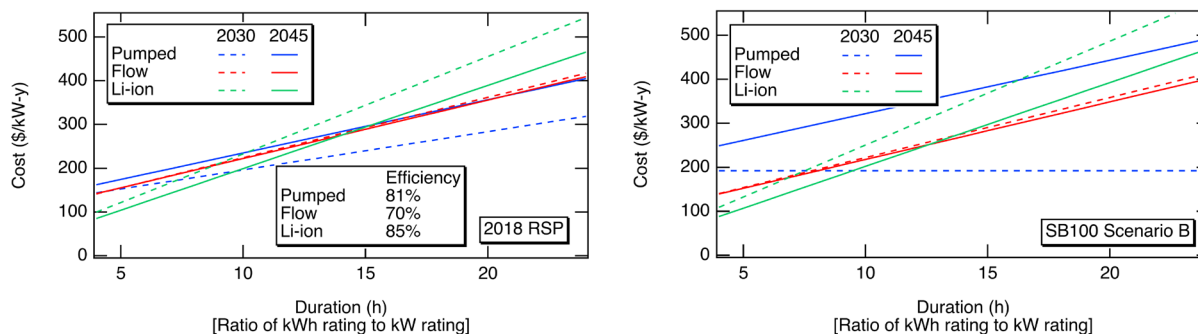 500
400
300
200
100
0
Cost ($/kW-y)
2030 2045
Pumped
Flow
Li-ion
Efficiency
Pumped 81%
Flow 70%
Li-ion 85%
2018 RSP
5 10 15 20
Duration (h)
[Ratio of kWh rating to kW rating]
500
400
300
200
100
0
Cost ($/kW-y)
2030 2045
Pumped
Flow
Li-ion
SB100 Scenario B
5 10 15 20
Duration (h)
[Ratio of kWh rating to kW rating]